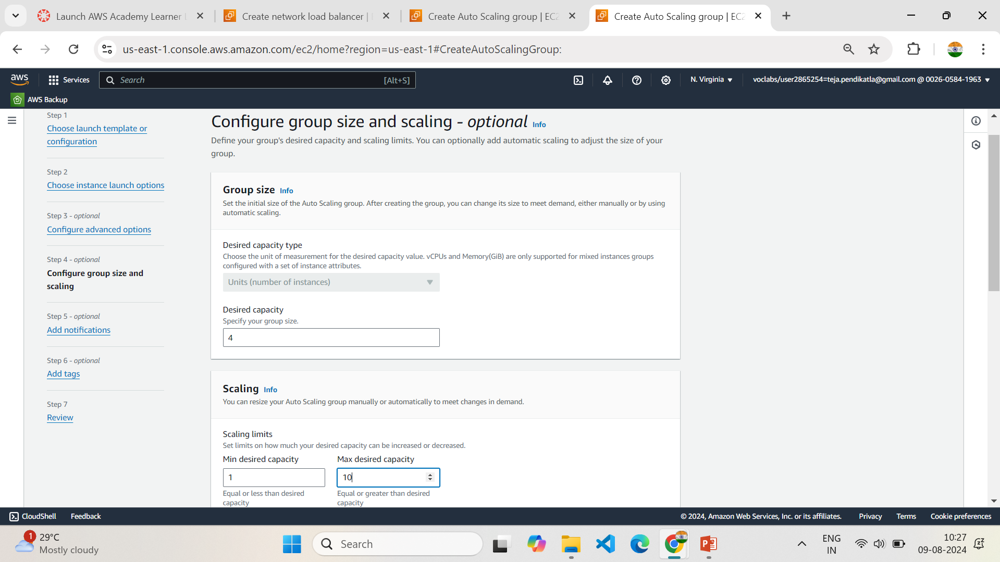 Launch AWS Academy Learner L
Create network load balancer |
Create Auto Scaling group | EC2
Create Auto Scaling group | EC2
us-east-1.console.aws.amazon.com/ec2/home?region=us-east-1#CreateAutoScalingGroup:
aws
Services
Search
[Alt+S]
N. Virginia
voclabs/user2865254=teja.pendikatla@gmail.com @ 0026-0584-1963
AWS Backup
Step 1
Choose launch template or
configuration
Step 2
Choose instance launch options
Step 3 - optional
Configure advanced options
Step 4 - optional
Configure group size and
scaling
Step 5 - optional
Add notifications
Step 6 - optional
Add tags
Step 7
Review
Configure group size and scaling - optional Info
Define your group's desired capacity and scaling limits. You can optionally add automatic scaling to adjust the size of your
group.
Group size Info
Set the initial size of the Auto Scaling group. After creating the group, you can change its size to meet demand, either manually or by using
automatic scaling.
Desired capacity type
Choose the unit of measurement for the desired capacity value. vCPUs and Memory(GiB) are only supported for mixed instances groups
configured with a set of instance attributes.
Units (number of instances)
Desired capacity
Specify your group size.
4
Scaling Info
You can resize your Auto Scaling group manually or automatically to meet changes in demand.
Scaling limits
Set limits on how much your desired capacity can be increased or decreased.
Min desired capacity
Max desired capacity
1
10
Equal or less than desired
capacity
Equal or greater than desired
capacity
CloudShell
Feedback
© 2024, Amazon Web Services, Inc. or its affiliates.
Privacy
Terms
Cookie preferences
1
29°C
Mostly cloudy
Search
ENG
IN
10:27
09-08-2024